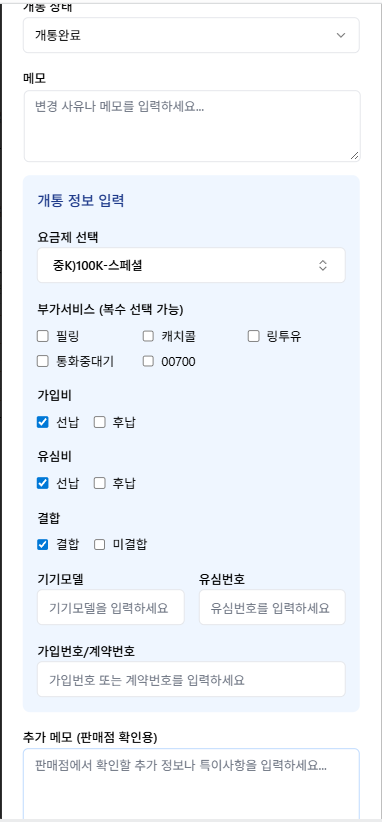 개통 상태
개통완료
메모
변경 사유나 메모를 입력하세요...
개통 정보 입력
요금제 선택
중K)100K-스페셜
부가서비스 (복수 선택 가능)
필링 캐치콜 링투유
통화중대기 00700
가입비
선납 후납
유심비
선납 후납
결합
결합 미결합
기기모델 유심번호
기기모델을 입력하세요 유심번호를 입력하세요
가입번호/계약번호
가입번호 또는 계약번호를 입력하세요
추가 메모 (판매점 확인용)
판매점에서 확인할 추가 정보나 특이사항을 입력하세요...